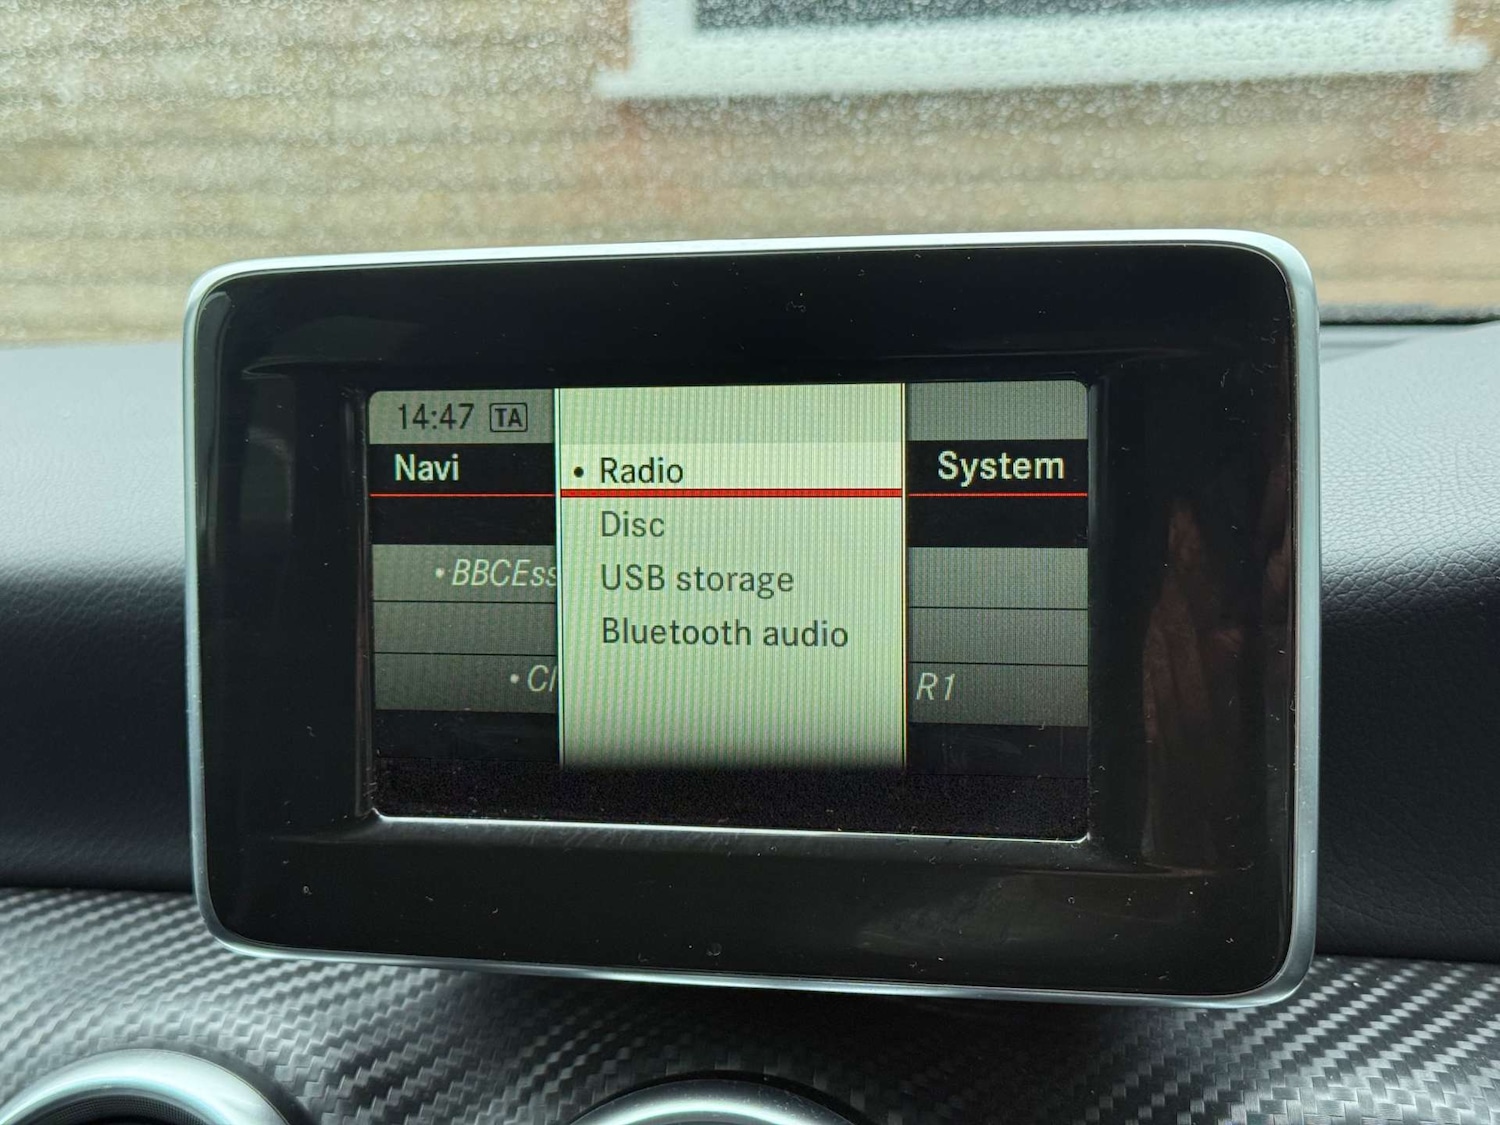 14:47 TA
Navi
• Radio
System
Disc
• BBCEss
USB storage
Bluetooth audio
R1